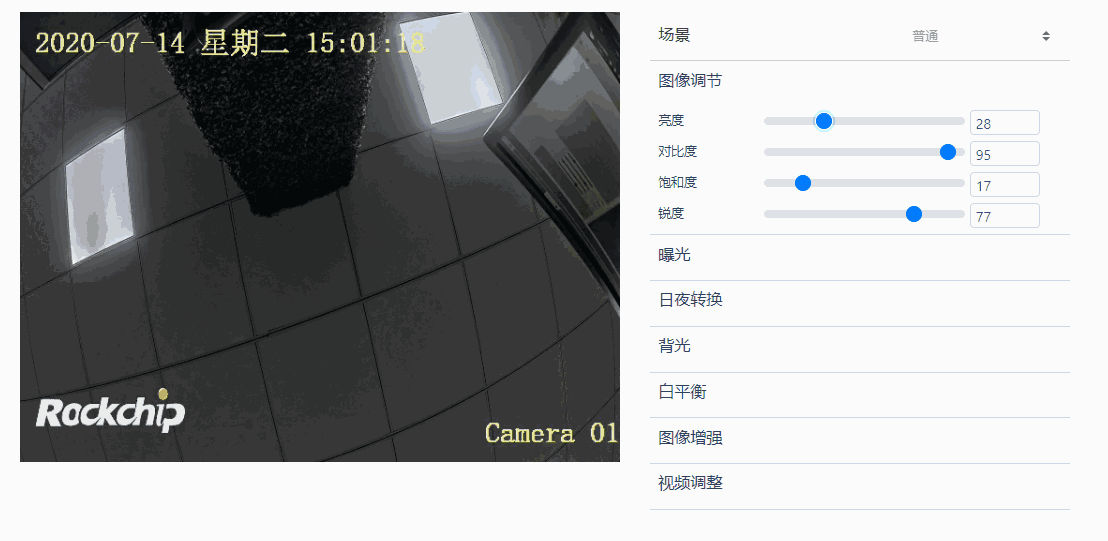 2020-07-14 星期二 15:01:18
Rockchip
Camera 01
场景
普通
图像调节
亮度
28
对比度
95
饱和度
17
锐度
77
曝光
日夜转换
背光
白平衡
图像增强
视频调整